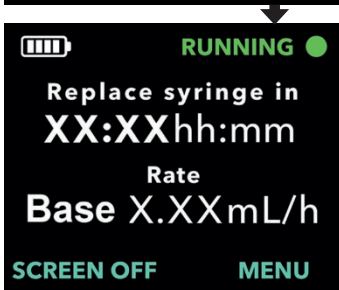 RUNNING
Replace syringe in
XX:XXhh:mm
Rate
Base X.XXmL/h
SCREEN OFF MENU